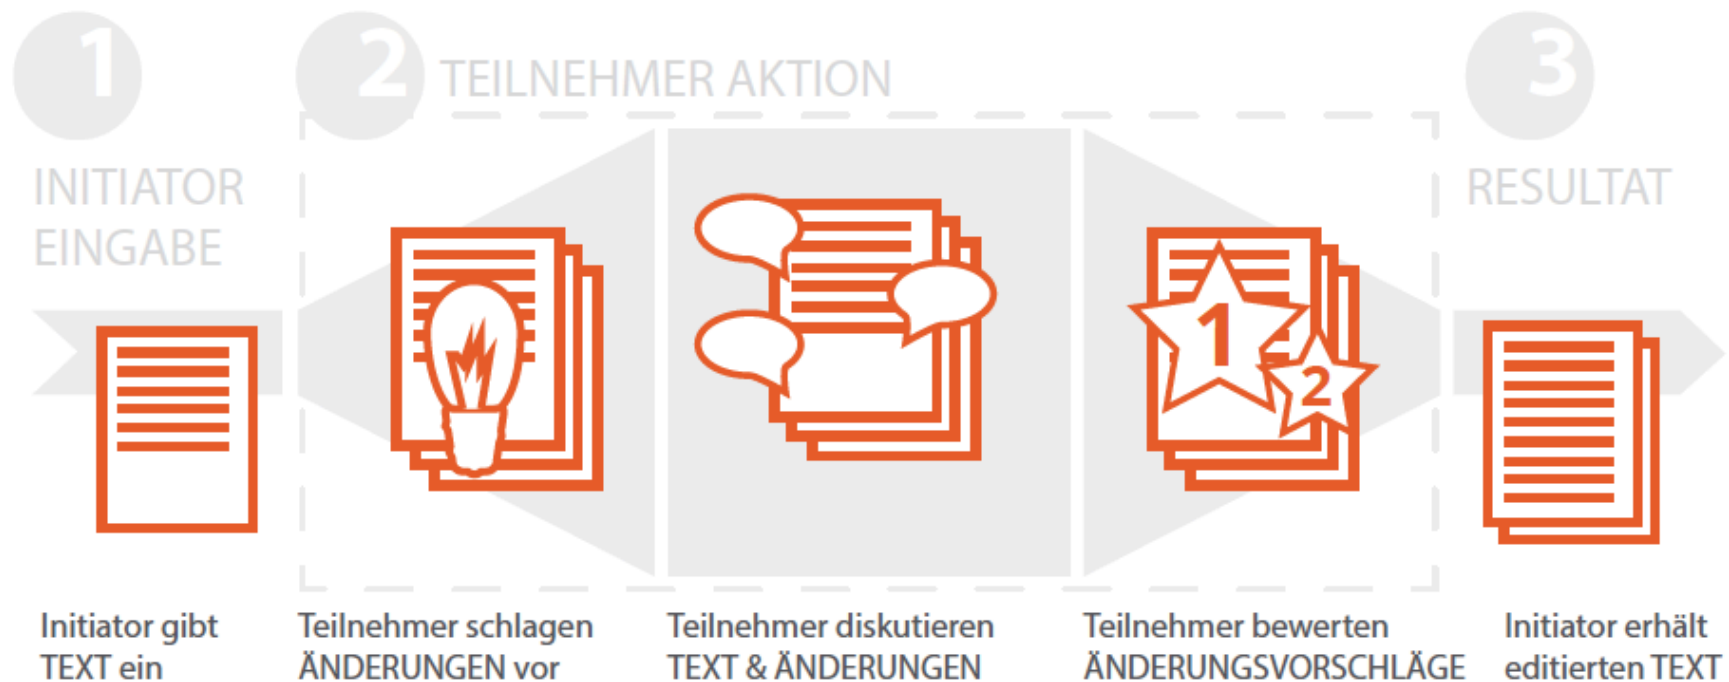 1
INITIATOR
EINGABE
2
TEILNEHMER AKTION
3
RESULTAT
1
2
Initiator gibt
TEXT ein
Teilnehmer schlagen
ÄNDERUNGEN vor
Teilnehmer diskutieren
TEXT & ÄNDERUNGEN
Teilnehmer bewerten
ÄNDERUNGSVORSCHLÄGE
Initiator erhält
editierten TEXT